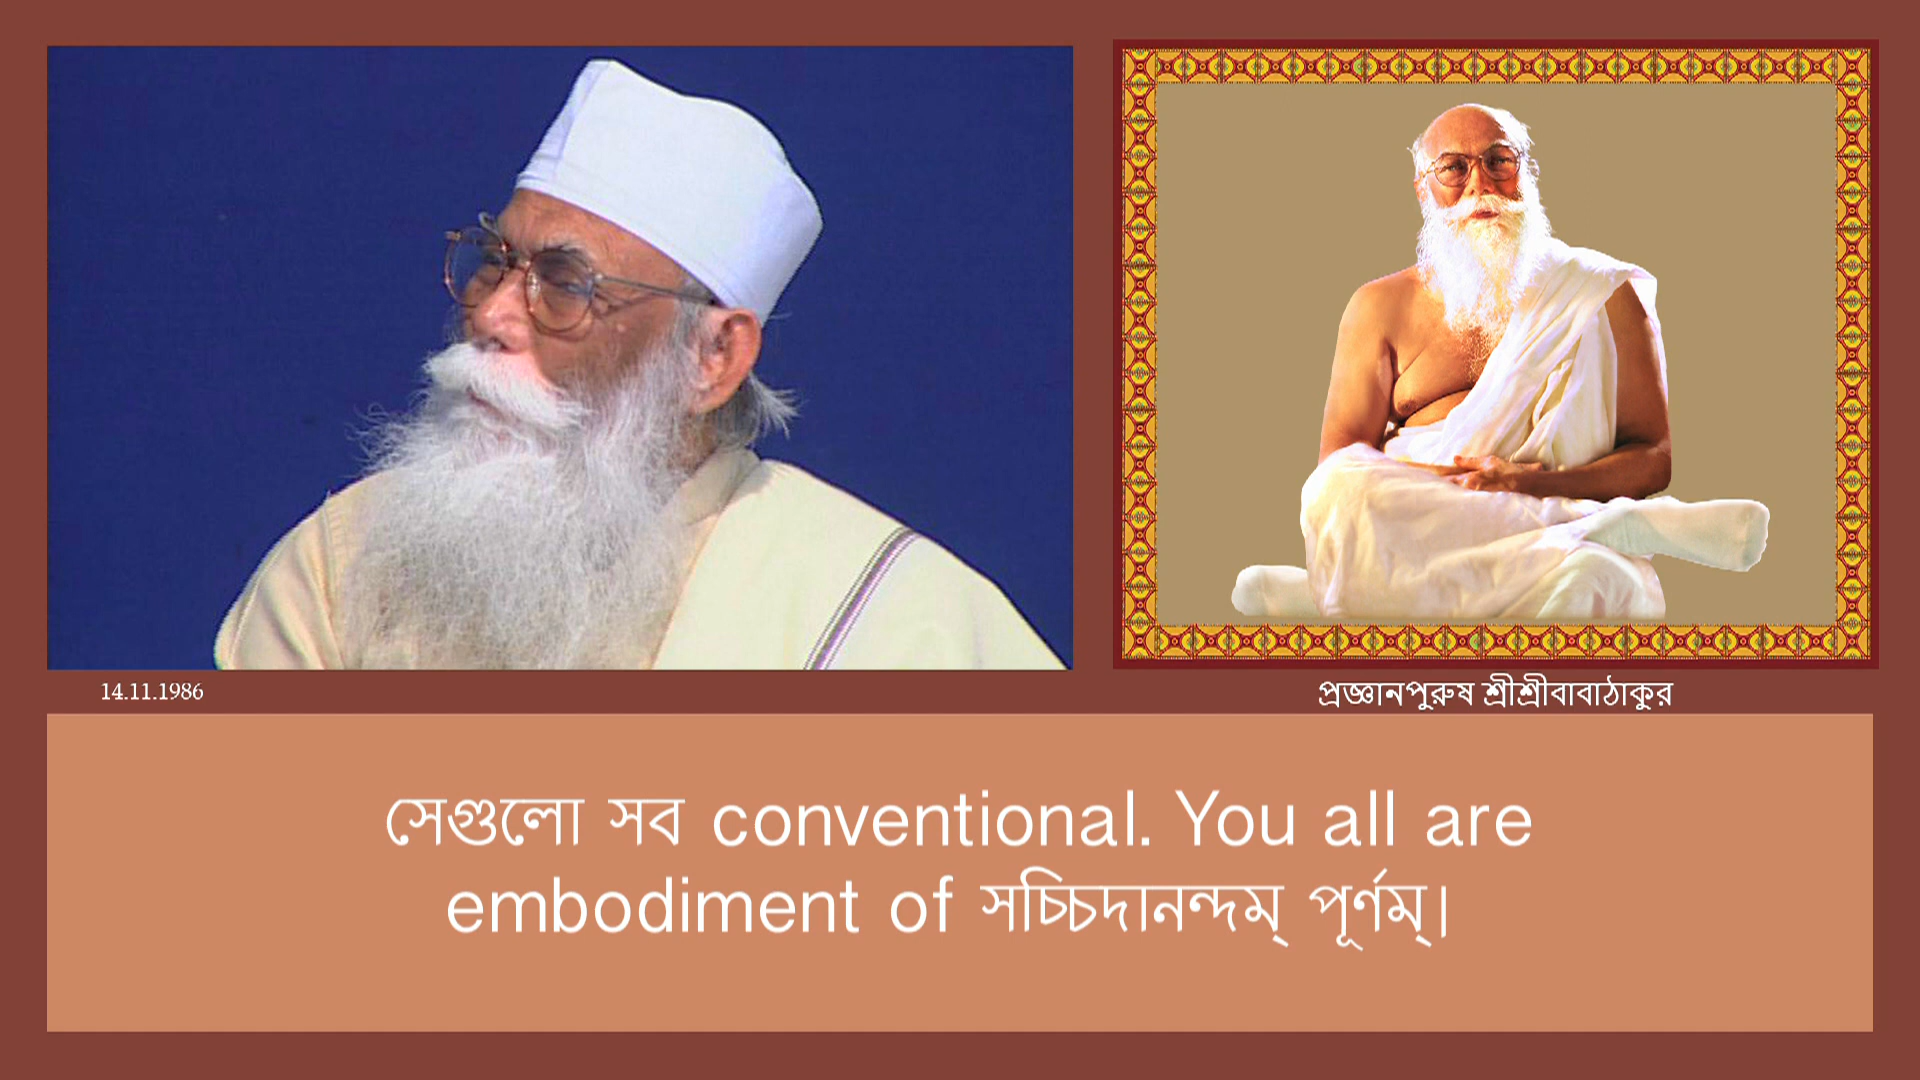 14.11.1986
প্রজ্ঞানপুরুষ শ্রীশ্রীবাবাঠাকুর
সেগুলো সব conventional. You all are
embodiment of সচ্চিদানন্দম্ পূর্ণম্।